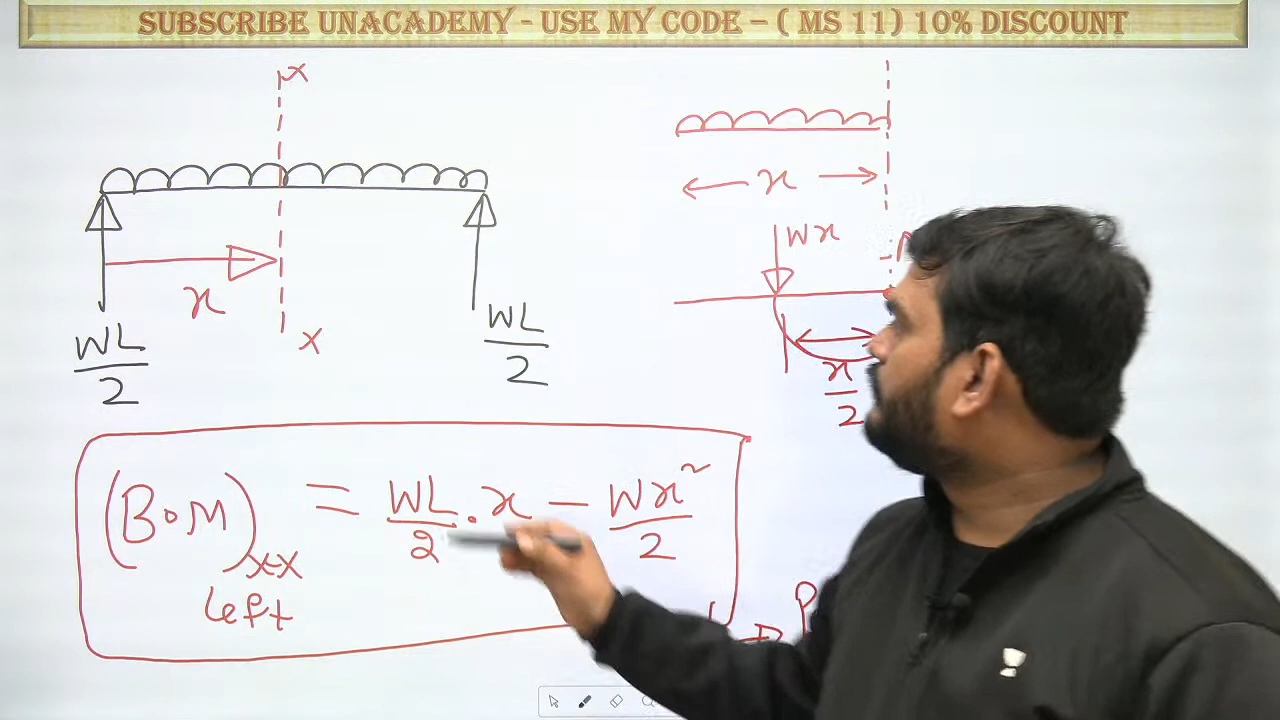 SUBSCRIBE UNACADEMY - USE MY CODE – ( MS 11) 10% DISCOUNT
x
x
x
WL/2
WL/2
x
Wx
x/2
(B.M)x-x = WL/2 . x - Wx²/2
left
P